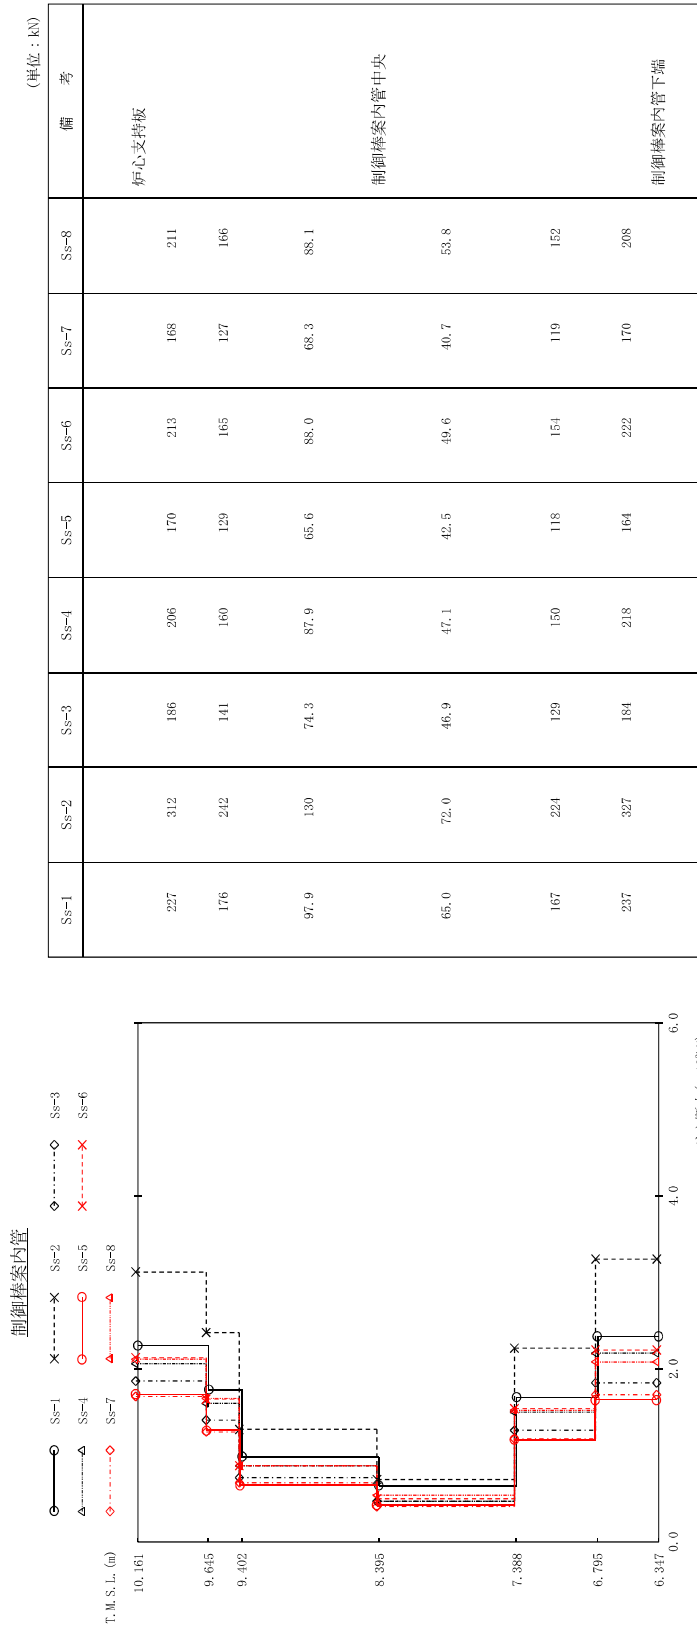 制御棒案内管
Ss-1 Ss-2 Ss-3
Ss-4 Ss-5 Ss-6
Ss-7 Ss-8
T.M.S.L.(m)
10.161
9.645
9.402
8.395
7.388
6.795
6.347
0.0 2.0 4.0 6.0
(単位：kN)
Ss-1 Ss-2 Ss-3 Ss-4 Ss-5 Ss-6 Ss-7 Ss-8 備 考
炉心支持板
227 312 186 206 170 213 168 211
176 242 141 160 129 165 127 166
97.9 130 74.3 87.9 65.6 88.0 68.3 88.1
制御棒案内管中央
65.0 72.0 46.9 47.1 42.5 49.6 40.7 53.8
167 224 129 150 118 154 119 152
237 327 184 218 164 222 170 208
制御棒案内管下端